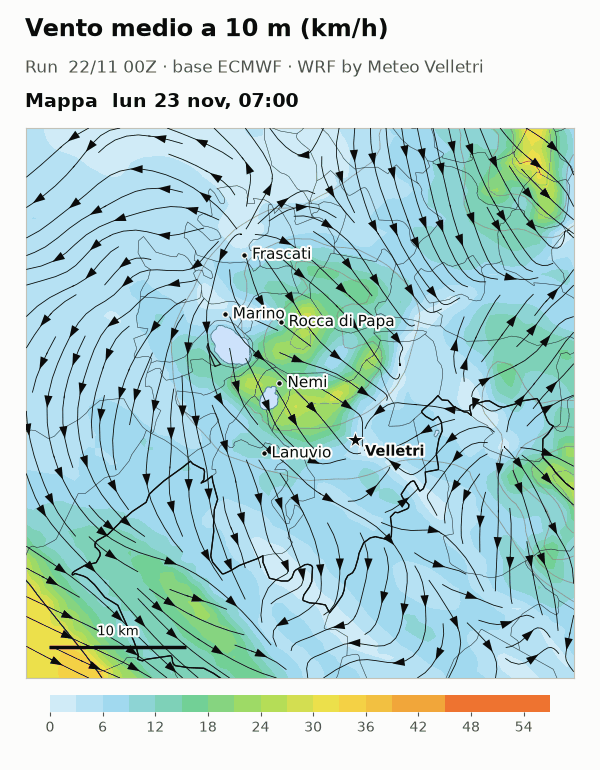 Vento medio a 10 m (km/h)
Run  22/11 00Z · base ECMWF · WRF by Meteo Velletri
Mappa  lun 23 nov, 07:00
Frascati
Marino
Rocca di Papa
Nemi
Velletri
Lanuvio
10 km
0 6 12 18 24 30 36 42 48 54